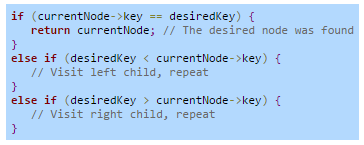 if (currentNode->key == desiredKey) {
   return currentNode; // The desired node was found
}
else if (desiredKey < currentNode->key) {
   // Visit left child, repeat
}
else if (desiredKey > currentNode->key) {
   // Visit right child, repeat
}